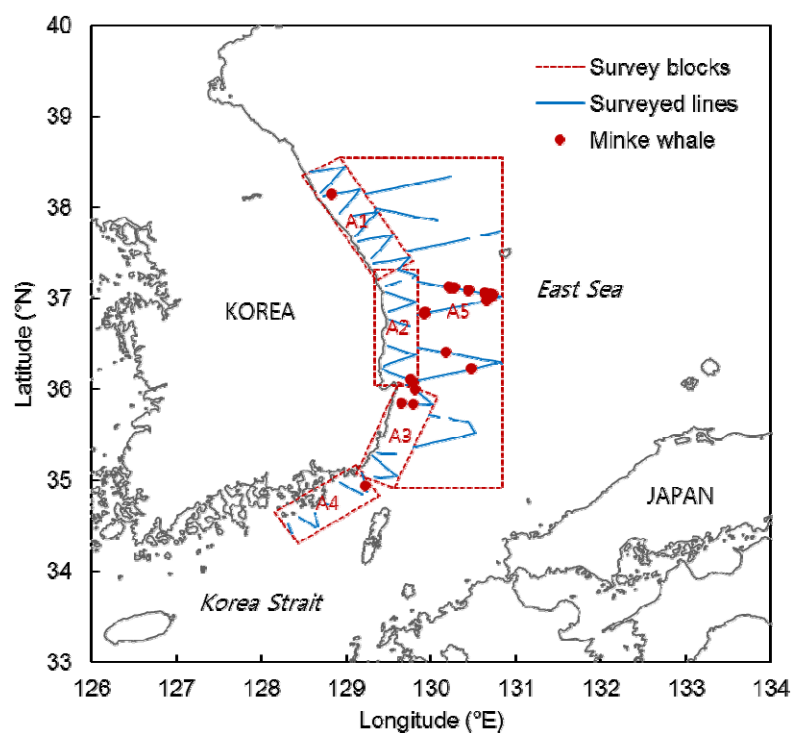 40
39
38
37
36
35
34
33
Latitude (°N)
Survey blocks
Surveyed lines
Minke whale
A1
KOREA
A2
A5
East Sea
A3
A4
JAPAN
Korea Strait
126 127 128 129 130 131 132 133 134
Longitude (°E)